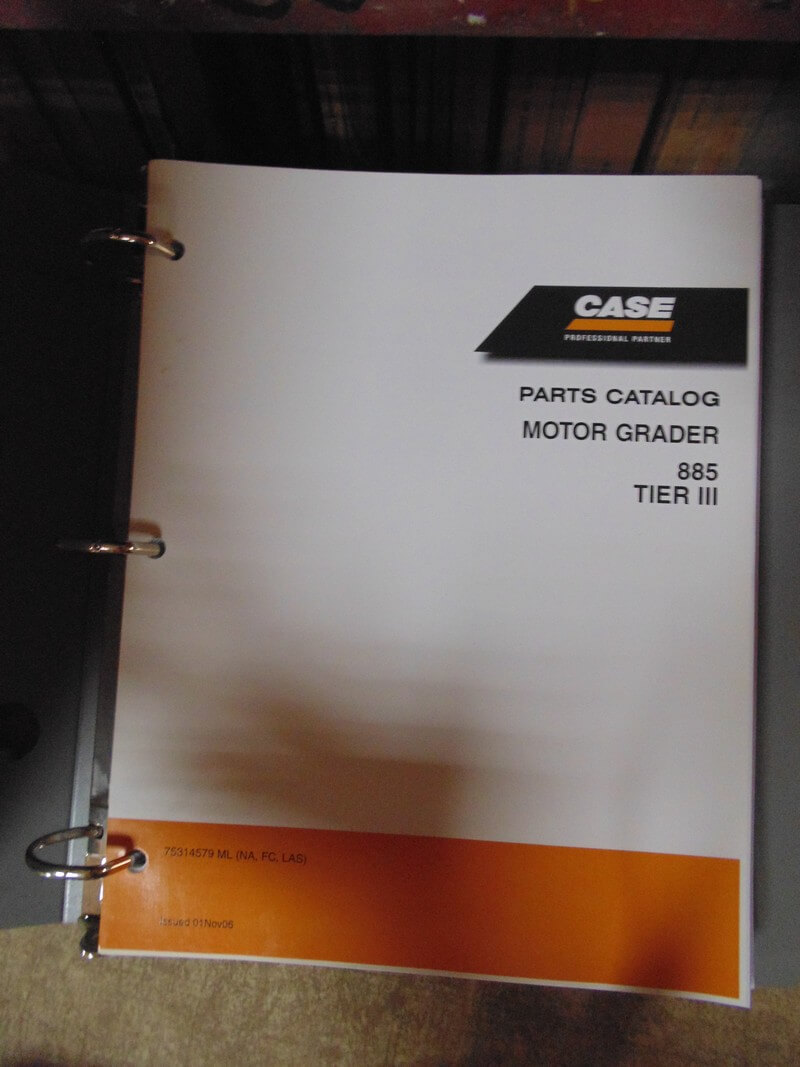 CASE
PROFESSIONAL PARTNER
PARTS CATALOG
MOTOR GRADER
885
TIER III
75314579 ML (NA, FC, LAS)
Issued 01Nov06